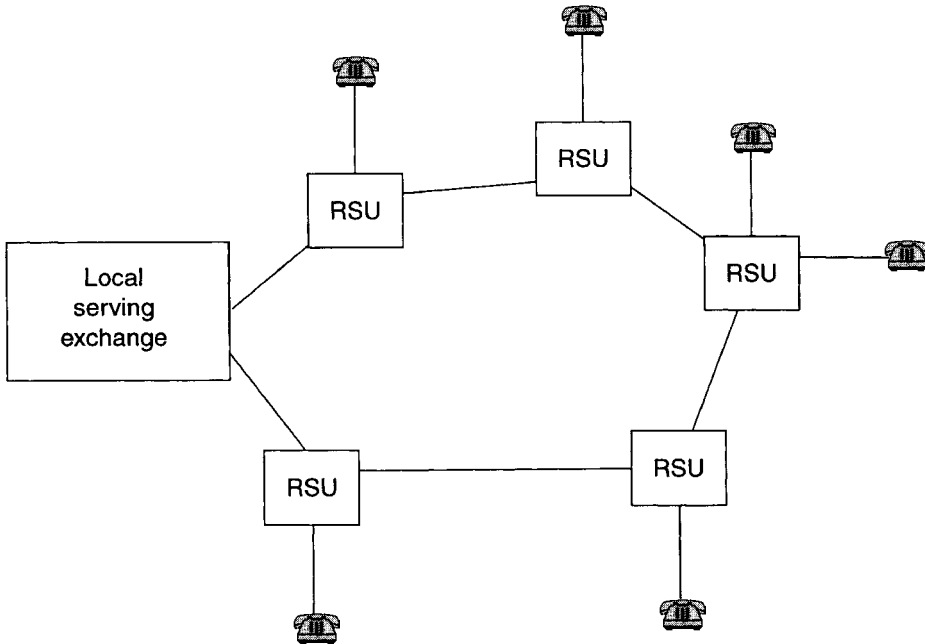 RSU
RSU
RSU
Local
serving
exchange
RSU
RSU